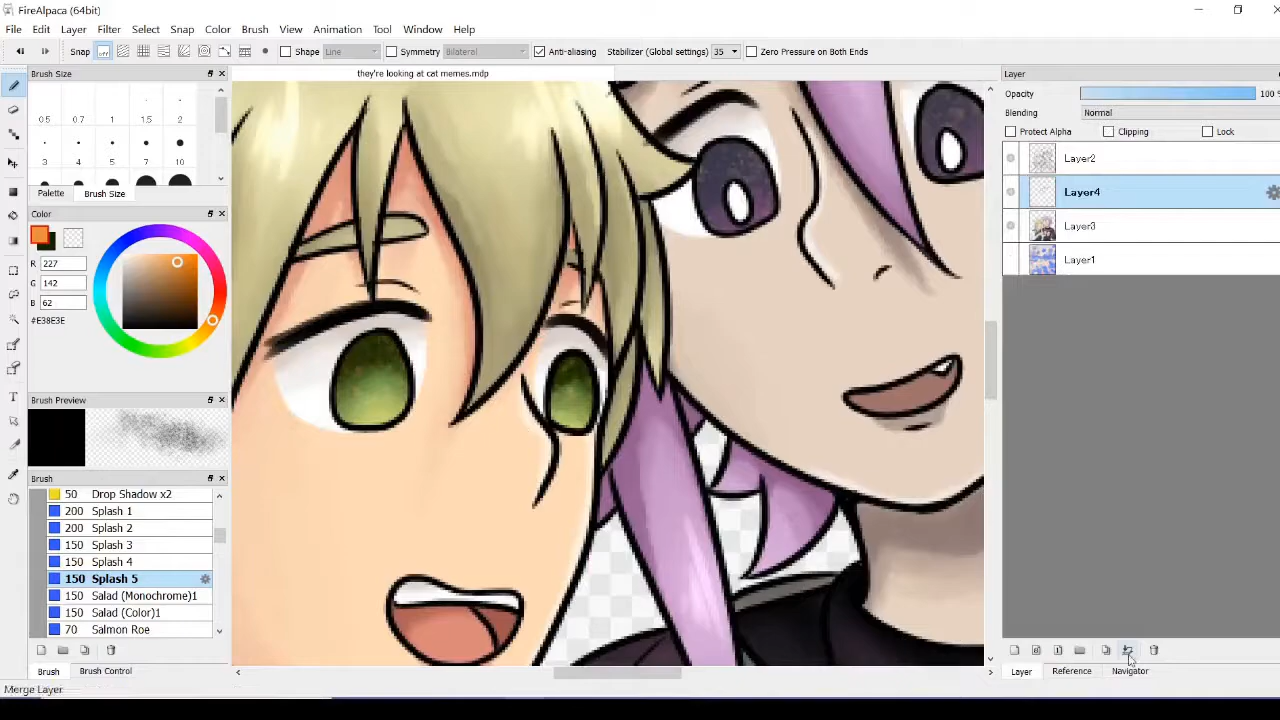 FireAlpaca (64bit)
File Edit Layer Filter Select Snap Color Brush View Animation Tool Window Help
Snap off Shape Line Symmetry Bilateral Anti-aliasing Stabilizer (Global settings) 35 Zero Pressure on Both Ends
Brush Size
they're looking at cat memes.mdp
Layer
0.5 0.7 1 1.5 2
3 4 5 7 10
Palette Brush Size
Color
R 227
G 142
B 62
#E38E3E
Brush Preview
Brush
50 Drop Shadow x2
200 Splash 1
200 Splash 2
150 Splash 3
150 Splash 4
150 Splash 5
150 Salad (Monochrome)1
150 Salad (Color)1
70 Salmon Roe
Brush Brush Control
Merge Layer
Opacity 100 %
Blending Normal
Protect Alpha Clipping Lock
Layer2
Layer4
Layer3
Layer1
Layer Reference Navigator